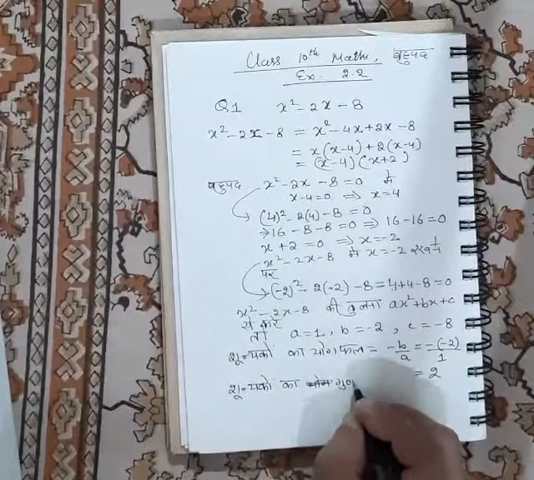 Class 10th Math, बहुपद
Ex. 2.2
Q1 x² - 2x - 8
x² - 2x - 8 = x² - 4x + 2x - 8
= x(x-4) + 2(x-4)
= (x-4)(x+2)
बहुपद x² - 2x - 8 = 0 में
x-4=0 ⇒ x=4
(4)² - 2(4) - 8 = 0
⇒ 16 - 8 - 8 = 0 ⇒ 16 - 16 = 0
x + 2 = 0 ⇒ x = -2
x² - 2x - 8 में x = -2 रखने
पर
(-2)² - 2(-2) - 8 = 4+4-8 = 0
x² - 2x - 8 की तुलना ax²+bx+c
से करें
तो a=1, b=-2, c=-8
शून्यकों का योगफल = -b/a = -(-2)/1
= 2
शून्यकों का गुण